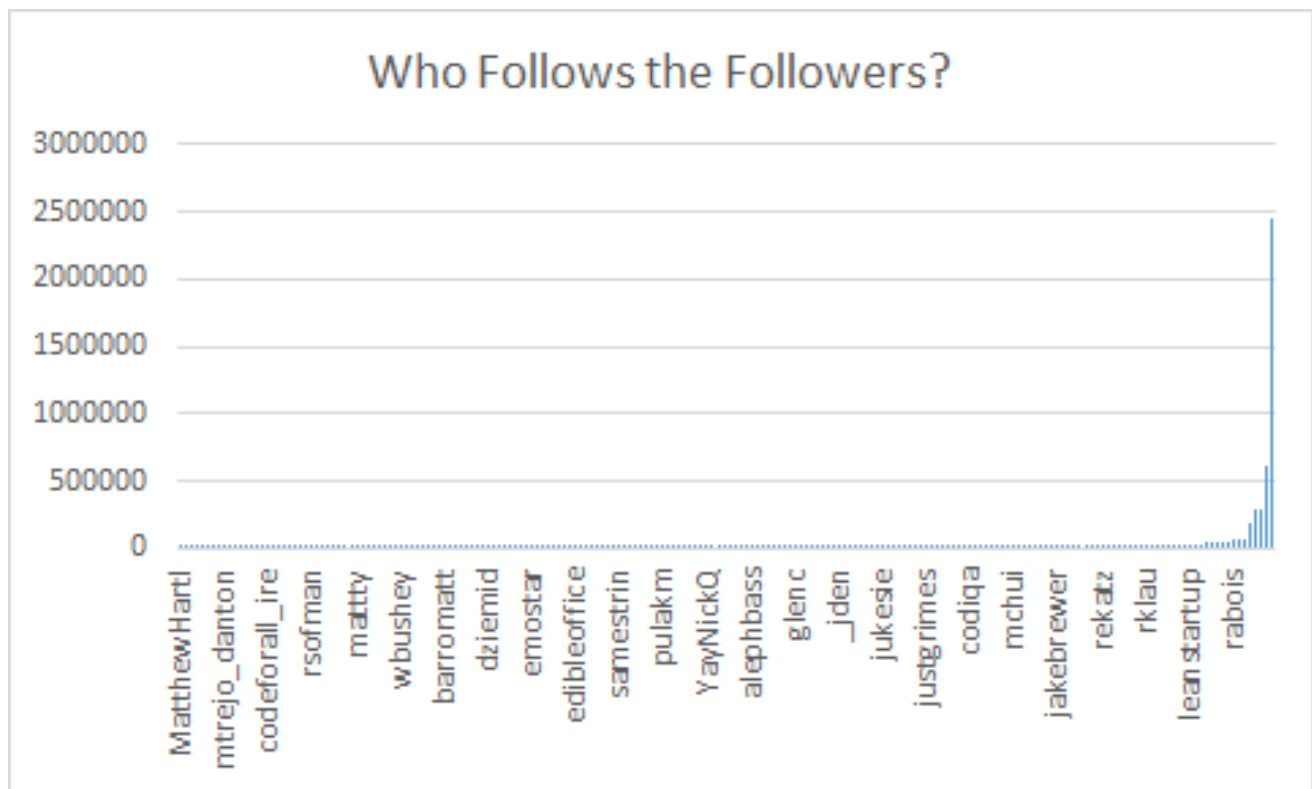 Who Follows the Followers?
3000000
2500000
2000000
1500000
1000000
500000
0
MatthewHartl
mtrejo_danton
codeforall_ire
rsofman
mattty
wbushey
barromatt
dziemid
emostar
edibleoffice
samestrin
pulakm
YayNickQ
alephbass
glenc
_jden
jukesie
justgrimes
codiqa
mchui
jakebrewer
rekatz
rklau
leanstartup
rabois